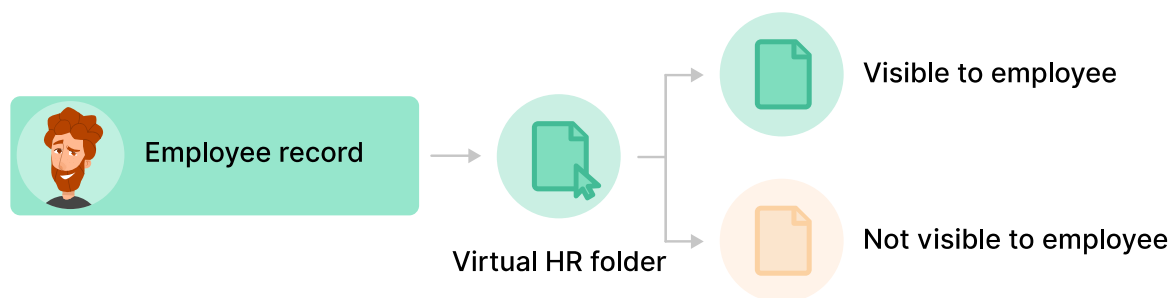 Employee record
Virtual HR folder
Visible to employee
Not visible to employee